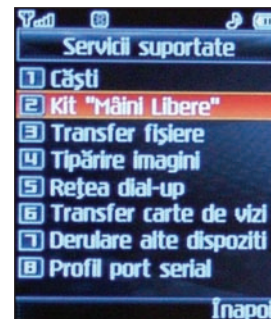 Servicii suportate
1 Căşti
2 Kit "Mâini Libere"
3 Transfer fişiere
4 Tipărire imagini
5 Reţea dial-up
6 Transfer carte de vizi
7 Derulare alte dispoziti
8 Profil port serial
Înapoi